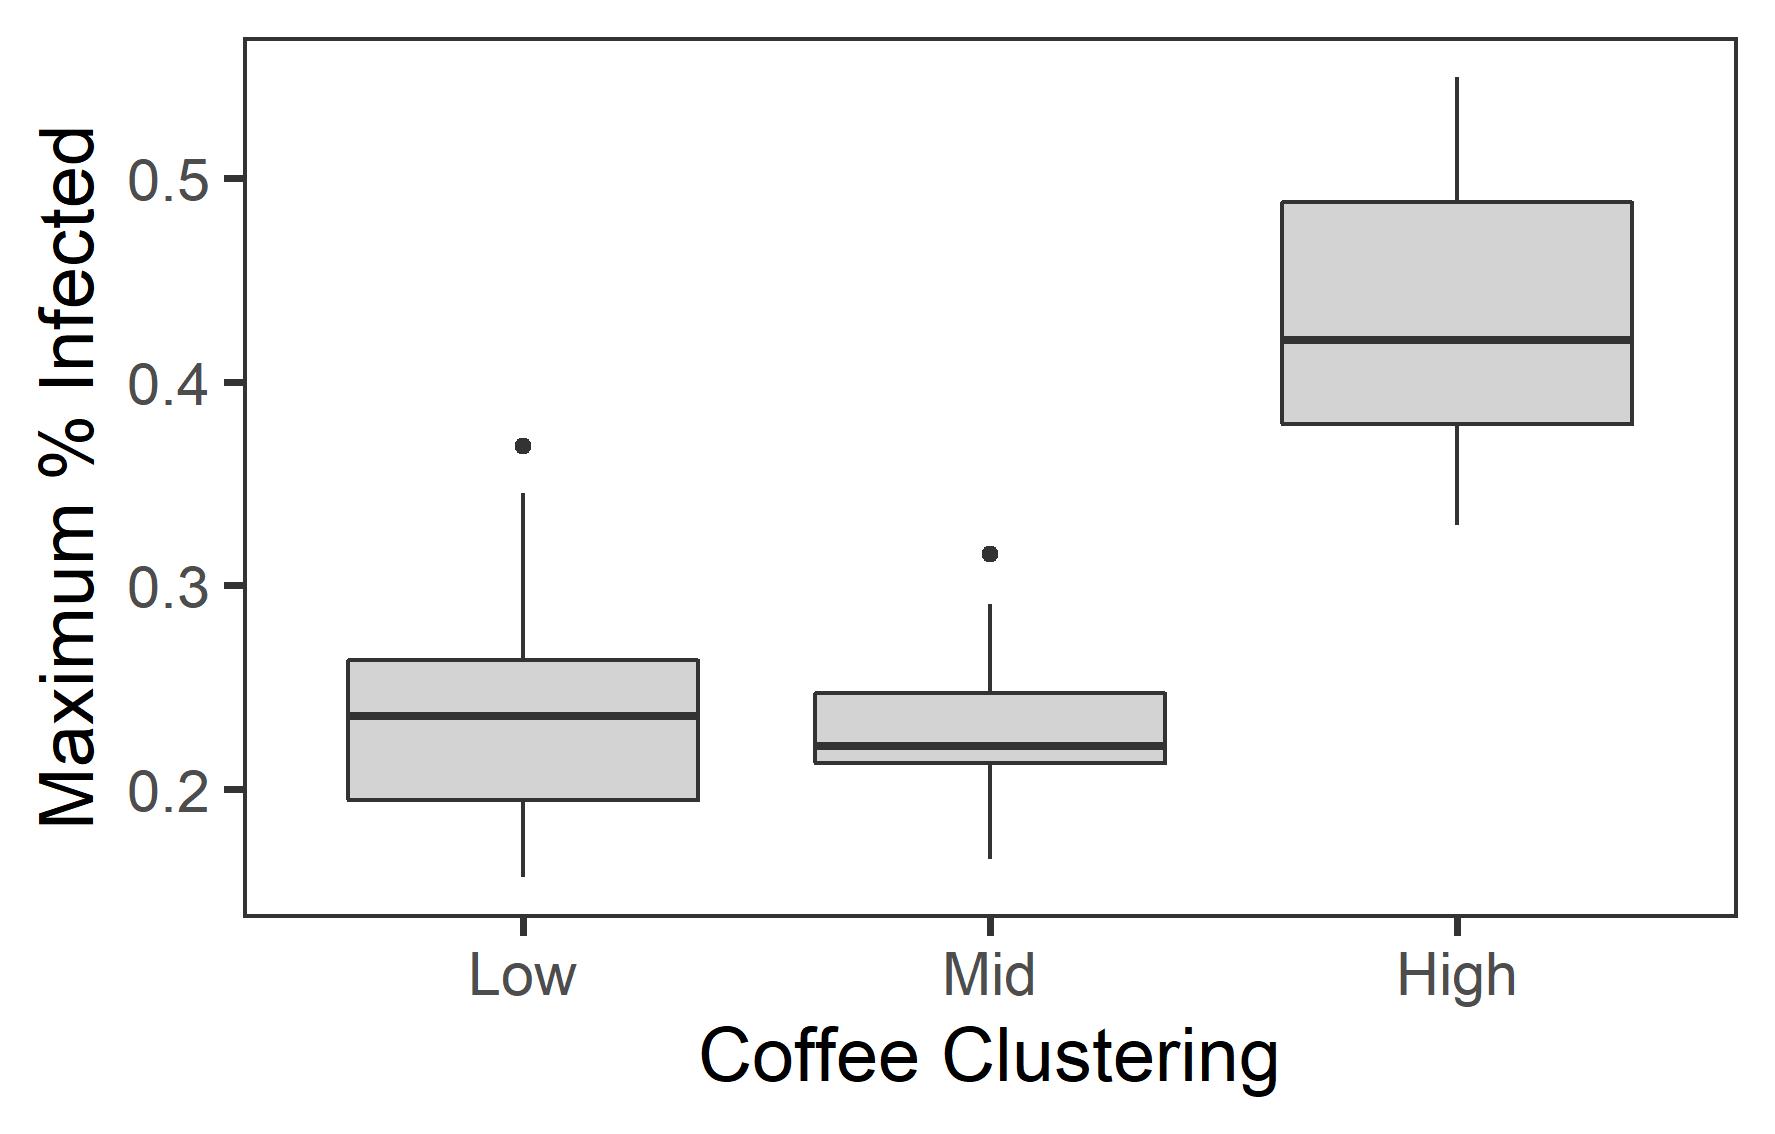 Maximum % Infected
0.5
0.4
0.3
0.2
Low
Mid
High
Coffee Clustering